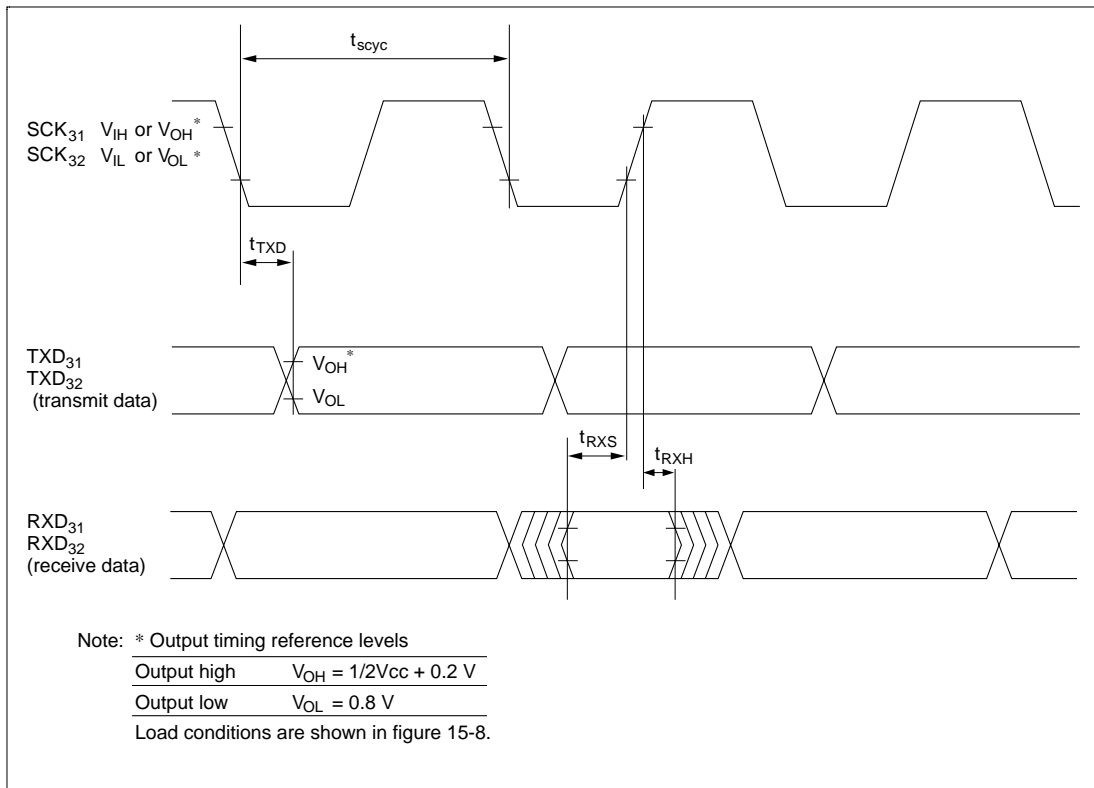 tscyc
SCK31 VIH or VOH*
SCK32 VIL or VOL*
tTXD
TXD31
TXD32
(transmit data)
VOH*
VOL
tRXS
tRXH
RXD31
RXD32
(receive data)
Note: * Output timing reference levels
Output high VOH = 1/2Vcc + 0.2 V
Output low VOL = 0.8 V
Load conditions are shown in figure 15-8.